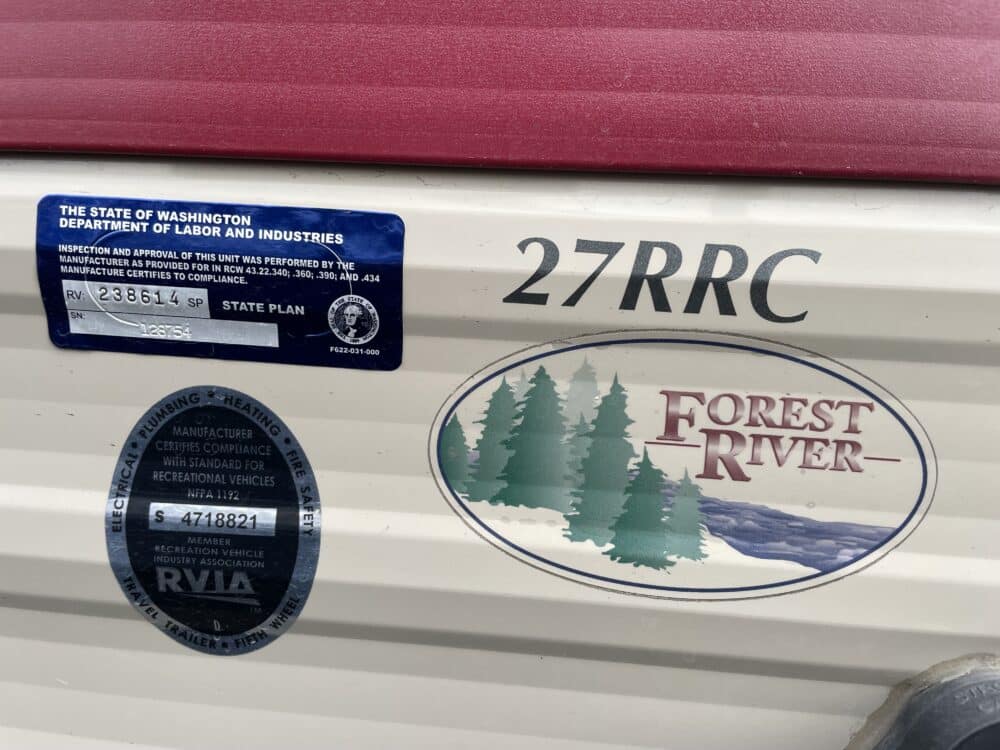 THE STATE OF WASHINGTON
DEPARTMENT OF LABOR AND INDUSTRIES
INSPECTION AND APPROVAL OF THIS UNIT WAS PERFORMED BY THE
MANUFACTURER AS PROVIDED FOR IN RCW 43.22.340; .360; .390; AND .434
MANUFACTURE CERTIFIES TO COMPLIANCE.
RV: 238614 SP STATE PLAN
SN: 128754
F622-031-000
27RRC
FOREST
RIVER
ELECTRICAL • PLUMBING • HEATING • FIRE SAFETY
MANUFACTURER
CERTIFIES COMPLIANCE
WITH STANDARD FOR
RECREATIONAL VEHICLES
NFPA 1192
S 4718821
MEMBER
RECREATION VEHICLE
INDUSTRY ASSOCIATION
RVIA
TM
D
TRAVEL TRAILER • FIFTH WHEEL